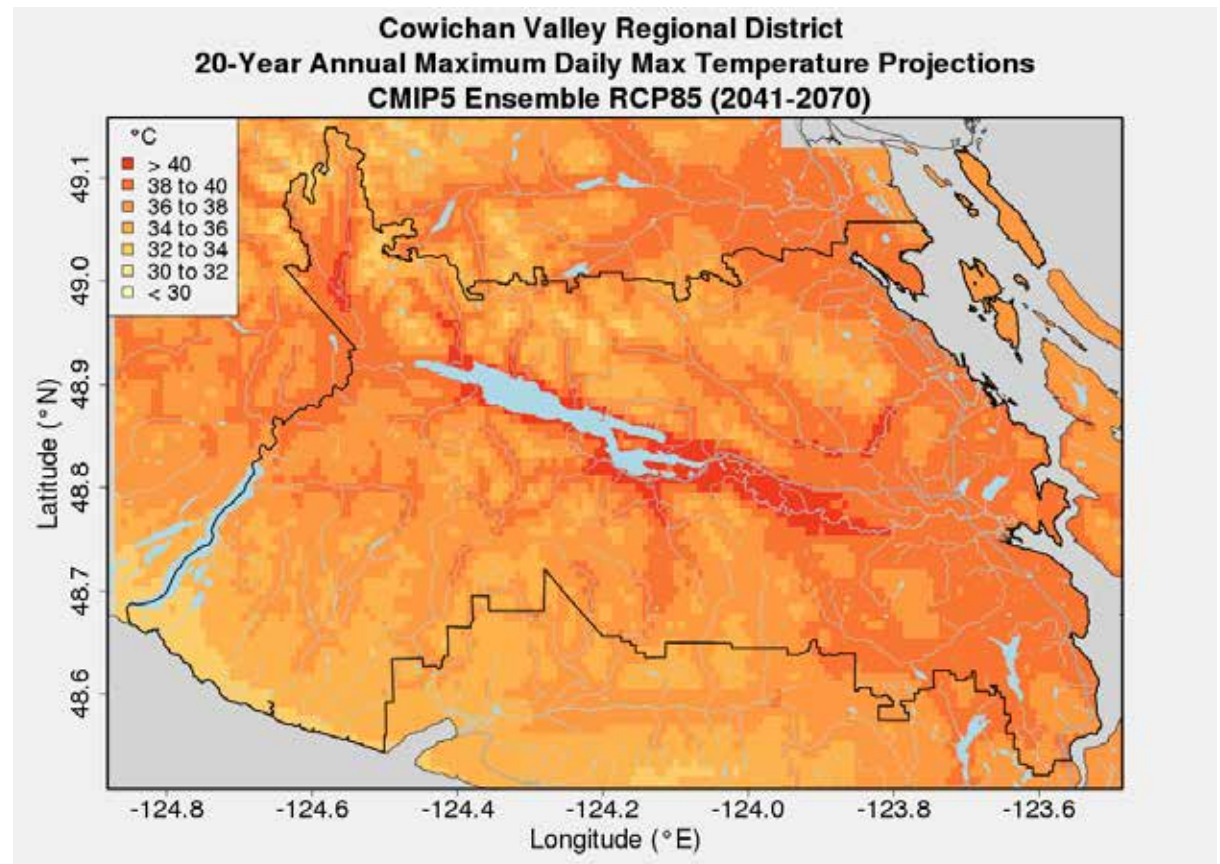 Cowichan Valley Regional District
20-Year Annual Maximum Daily Max Temperature Projections
CMIP5 Ensemble RCP85 (2041-2070)
°C
> 40
38 to 40
36 to 38
34 to 36
32 to 34
30 to 32
< 30
49.1
49.0
48.9
48.8
48.7
48.6
Latitude (°N)
-124.8
-124.6
-124.4
-124.2
-124.0
-123.8
-123.6
Longitude (°E)